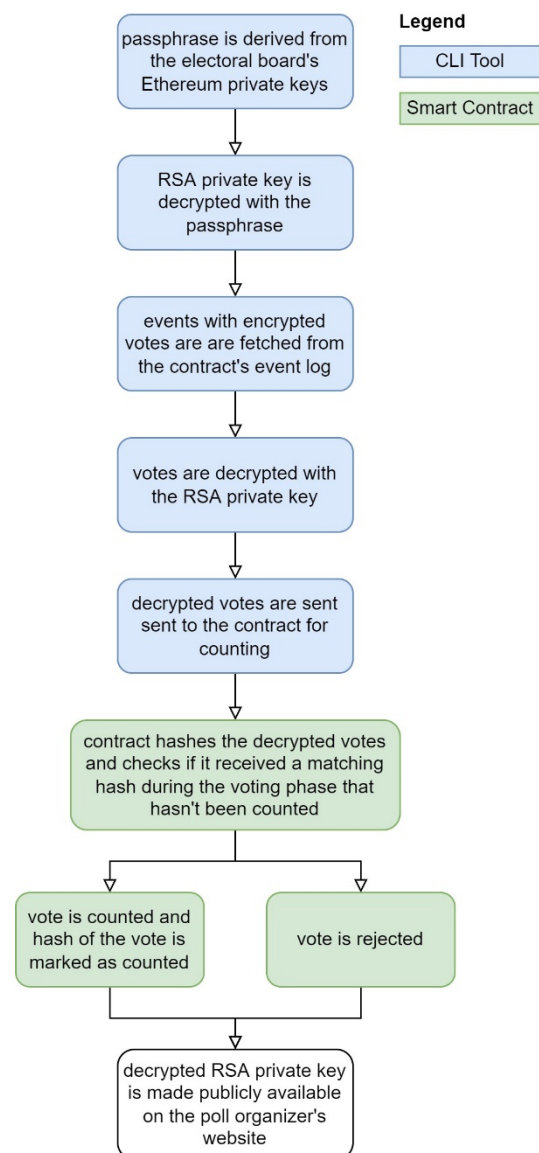 passphrase is derived from
the electoral board's
Ethereum private keys
Legend
CLI Tool
Smart Contract
RSA private key is
decrypted with the
passphrase
events with encrypted
votes are are fetched from
the contract's event log
votes are decrypted with
the RSA private key
decrypted votes are sent
sent to the contract for
counting
contract hashes the decrypted votes
and checks if it received a matching
hash during the voting phase that
hasn't been counted
vote is counted and
hash of the vote is
marked as counted
vote is rejected
decrypted RSA private key
is made publicly available
on the poll organizer's
website